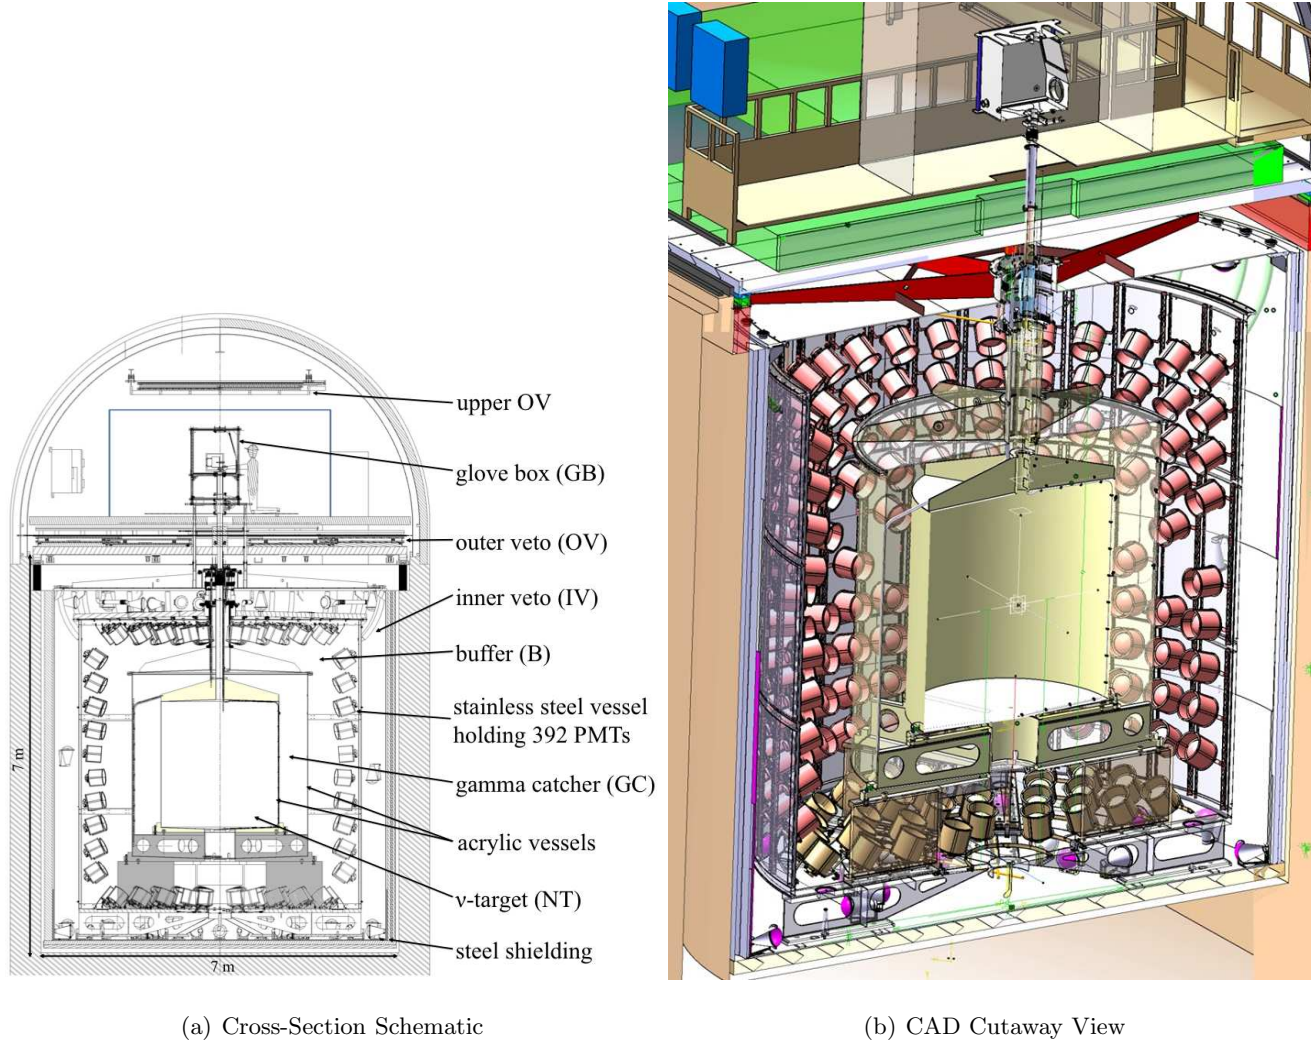 upper OV
glove box (GB)
outer veto (OV)
inner veto (IV)
buffer (B)
stainless steel vessel
holding 392 PMTs
gamma catcher (GC)
acrylic vessels
ν-target (NT)
steel shielding
7 m
7 m
(a) Cross-Section Schematic
(b) CAD Cutaway View